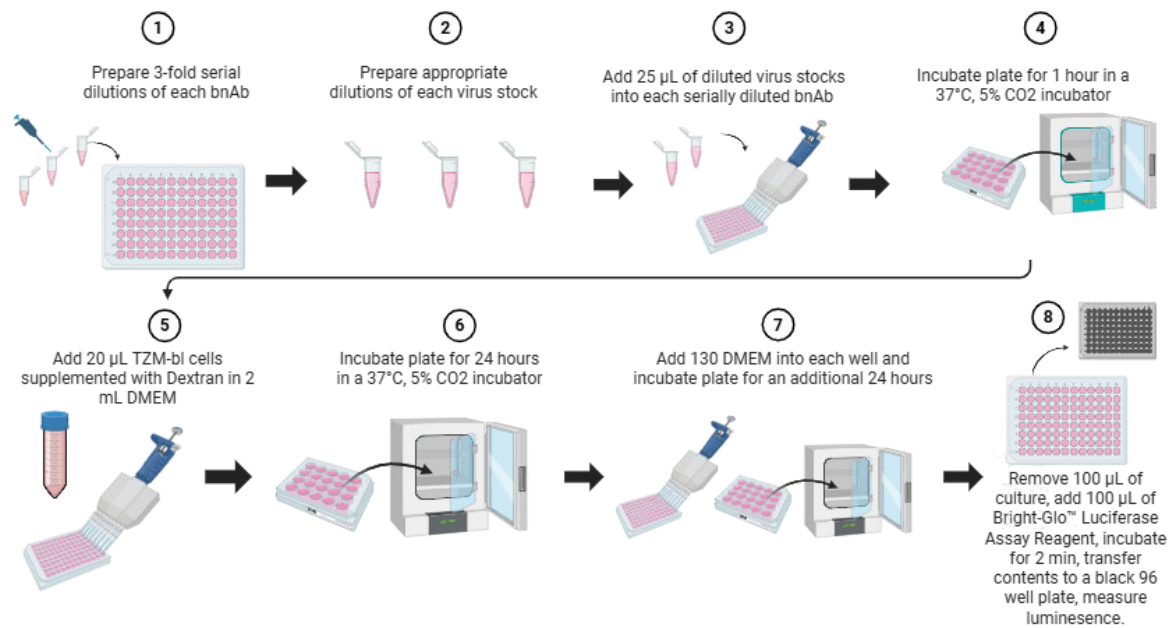 1
Prepare 3-fold serial
dilutions of each bnAb
2
Prepare appropriate
dilutions of each virus stock
3
Add 25 µL of diluted virus stocks
into each serially diluted bnAb
4
Incubate plate for 1 hour in a
37°C, 5% CO2 incubator
5
Add 20 µL TZM-bl cells
supplemented with Dextran in 2
mL DMEM
6
Incubate plate for 24 hours
in a 37°C, 5% CO2 incubator
7
Add 130 DMEM into each well and
incubate plate for an additional 24 hours
8
Remove 100 µL of
culture, add 100 µL of
Bright-Glo™ Luciferase
Assay Reagent, incubate
for 2 min, transfer
contents to a black 96
well plate, measure
luminesence.